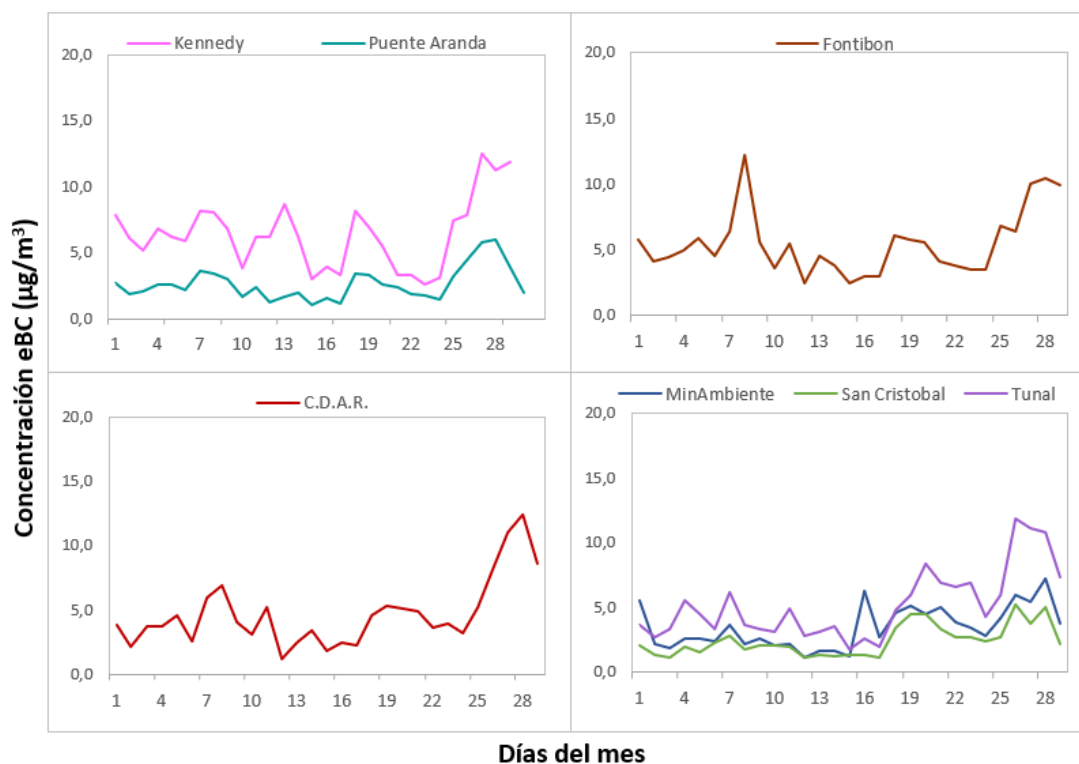 Concentración eBC (µg/m³)
Kennedy Puente Aranda
20,0
15,0
10,0
5,0
0,0
1 4 7 10 13 16 19 22 25 28
Fontibon
20,0
15,0
10,0
5,0
0,0
1 4 7 10 13 16 19 22 25 28
C.D.A.R.
20,0
15,0
10,0
5,0
0,0
1 4 7 10 13 16 19 22 25 28
MinAmbiente San Cristobal Tunal
20,0
15,0
10,0
5,0
0,0
1 4 7 10 13 16 19 22 25 28
Días del mes